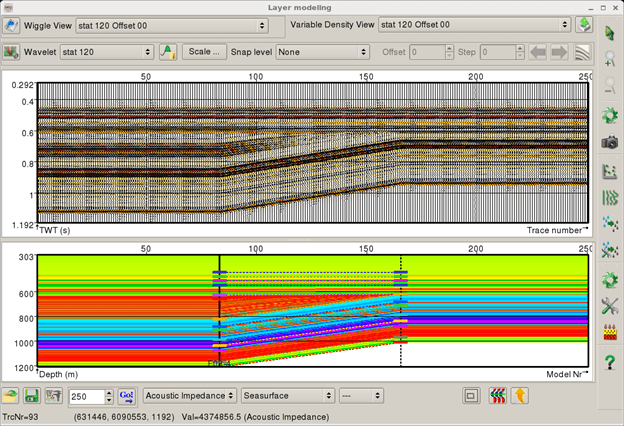 Layer modeling
Wiggle View stat 120 Offset 00 Variable Density View stat 120 Offset 00
Wavelet stat 120 Scale ... Snap level None Offset 0 Step 0
50 100 150 200 250
0.292
0.4
0.6
0.8
1
1.192
TWT (s) Trace number
50 100 150 200 250
303
600
800
1000
1200
Depth (m) Model Nr
250 Go! Acoustic Impedance Seasurface ---
TrcNr=93 (631446, 6090553, 1192) Val=4374856.5 (Acoustic Impedance)